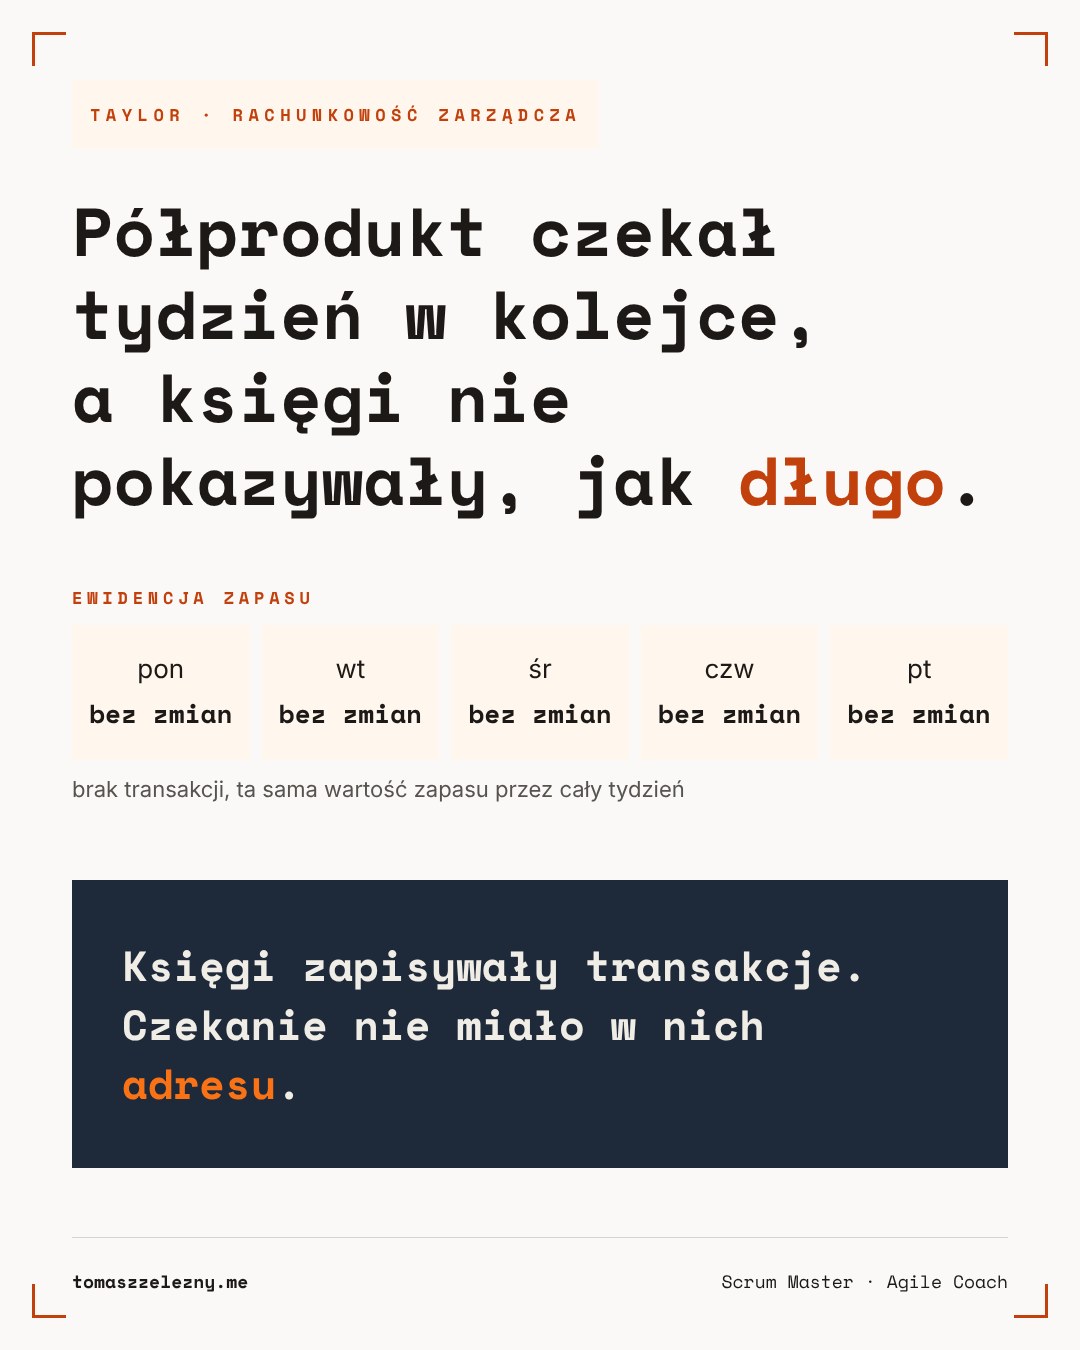 TAYLOR · RACHUNKOWOŚĆ ZARZĄDCZA
Półprodukt czekał
tydzień w kolejce,
a księgi nie
pokazywały, jak długo.
EWIDENCJA ZAPASU
pon
bez zmian
wt
bez zmian
śr
bez zmian
czw
bez zmian
pt
bez zmian
brak transakcji, ta sama wartość zapasu przez cały tydzień
Księgi zapisywały transakcje.
Czekanie nie miało w nich
adresu.
tomaszzelezny.me
Scrum Master · Agile Coach